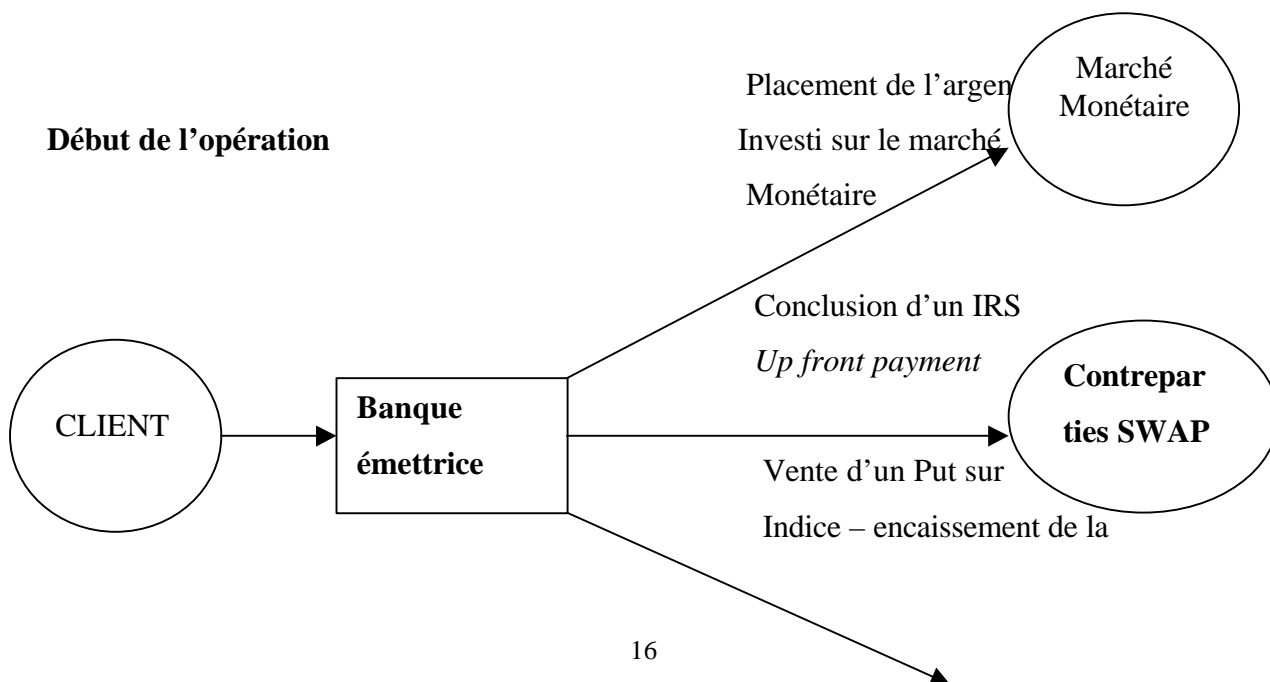 Placement de l’argen
Investi sur le marché
Monétaire
Marché
Monétaire
Début de l’opération
Conclusion d’un IRS
Up front payment
Contrepar
ties SWAP
CLIENT
Banque
émettrice
Vente d’un Put sur
Indice – encaissement de la
16